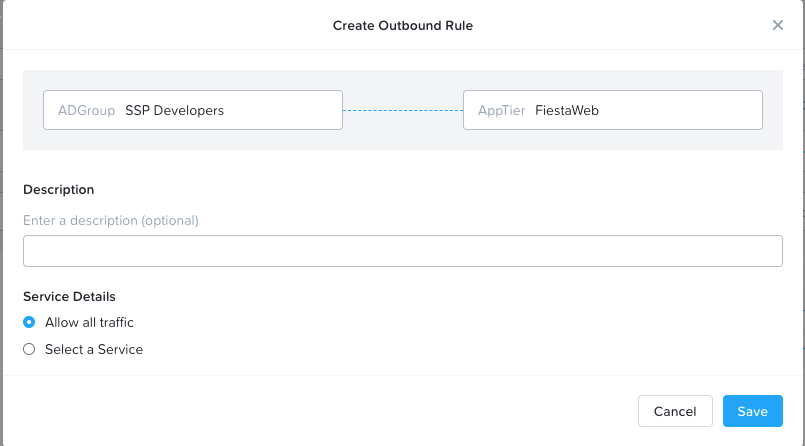 Create Outbound Rule
ADGroup SSP Developers AppTier FiestaWeb
Description
Enter a description (optional)
Service Details
Allow all traffic
Select a Service
Cancel Save